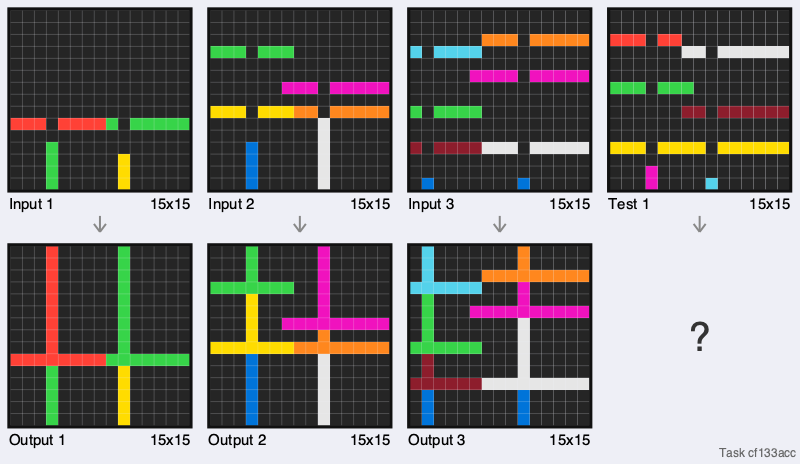 Input 1 15x15 Input 2 15x15 Input 3 15x15 Test 1 15x15
?
Output 1 15x15 Output 2 15x15 Output 3 15x15
Task cf133acc